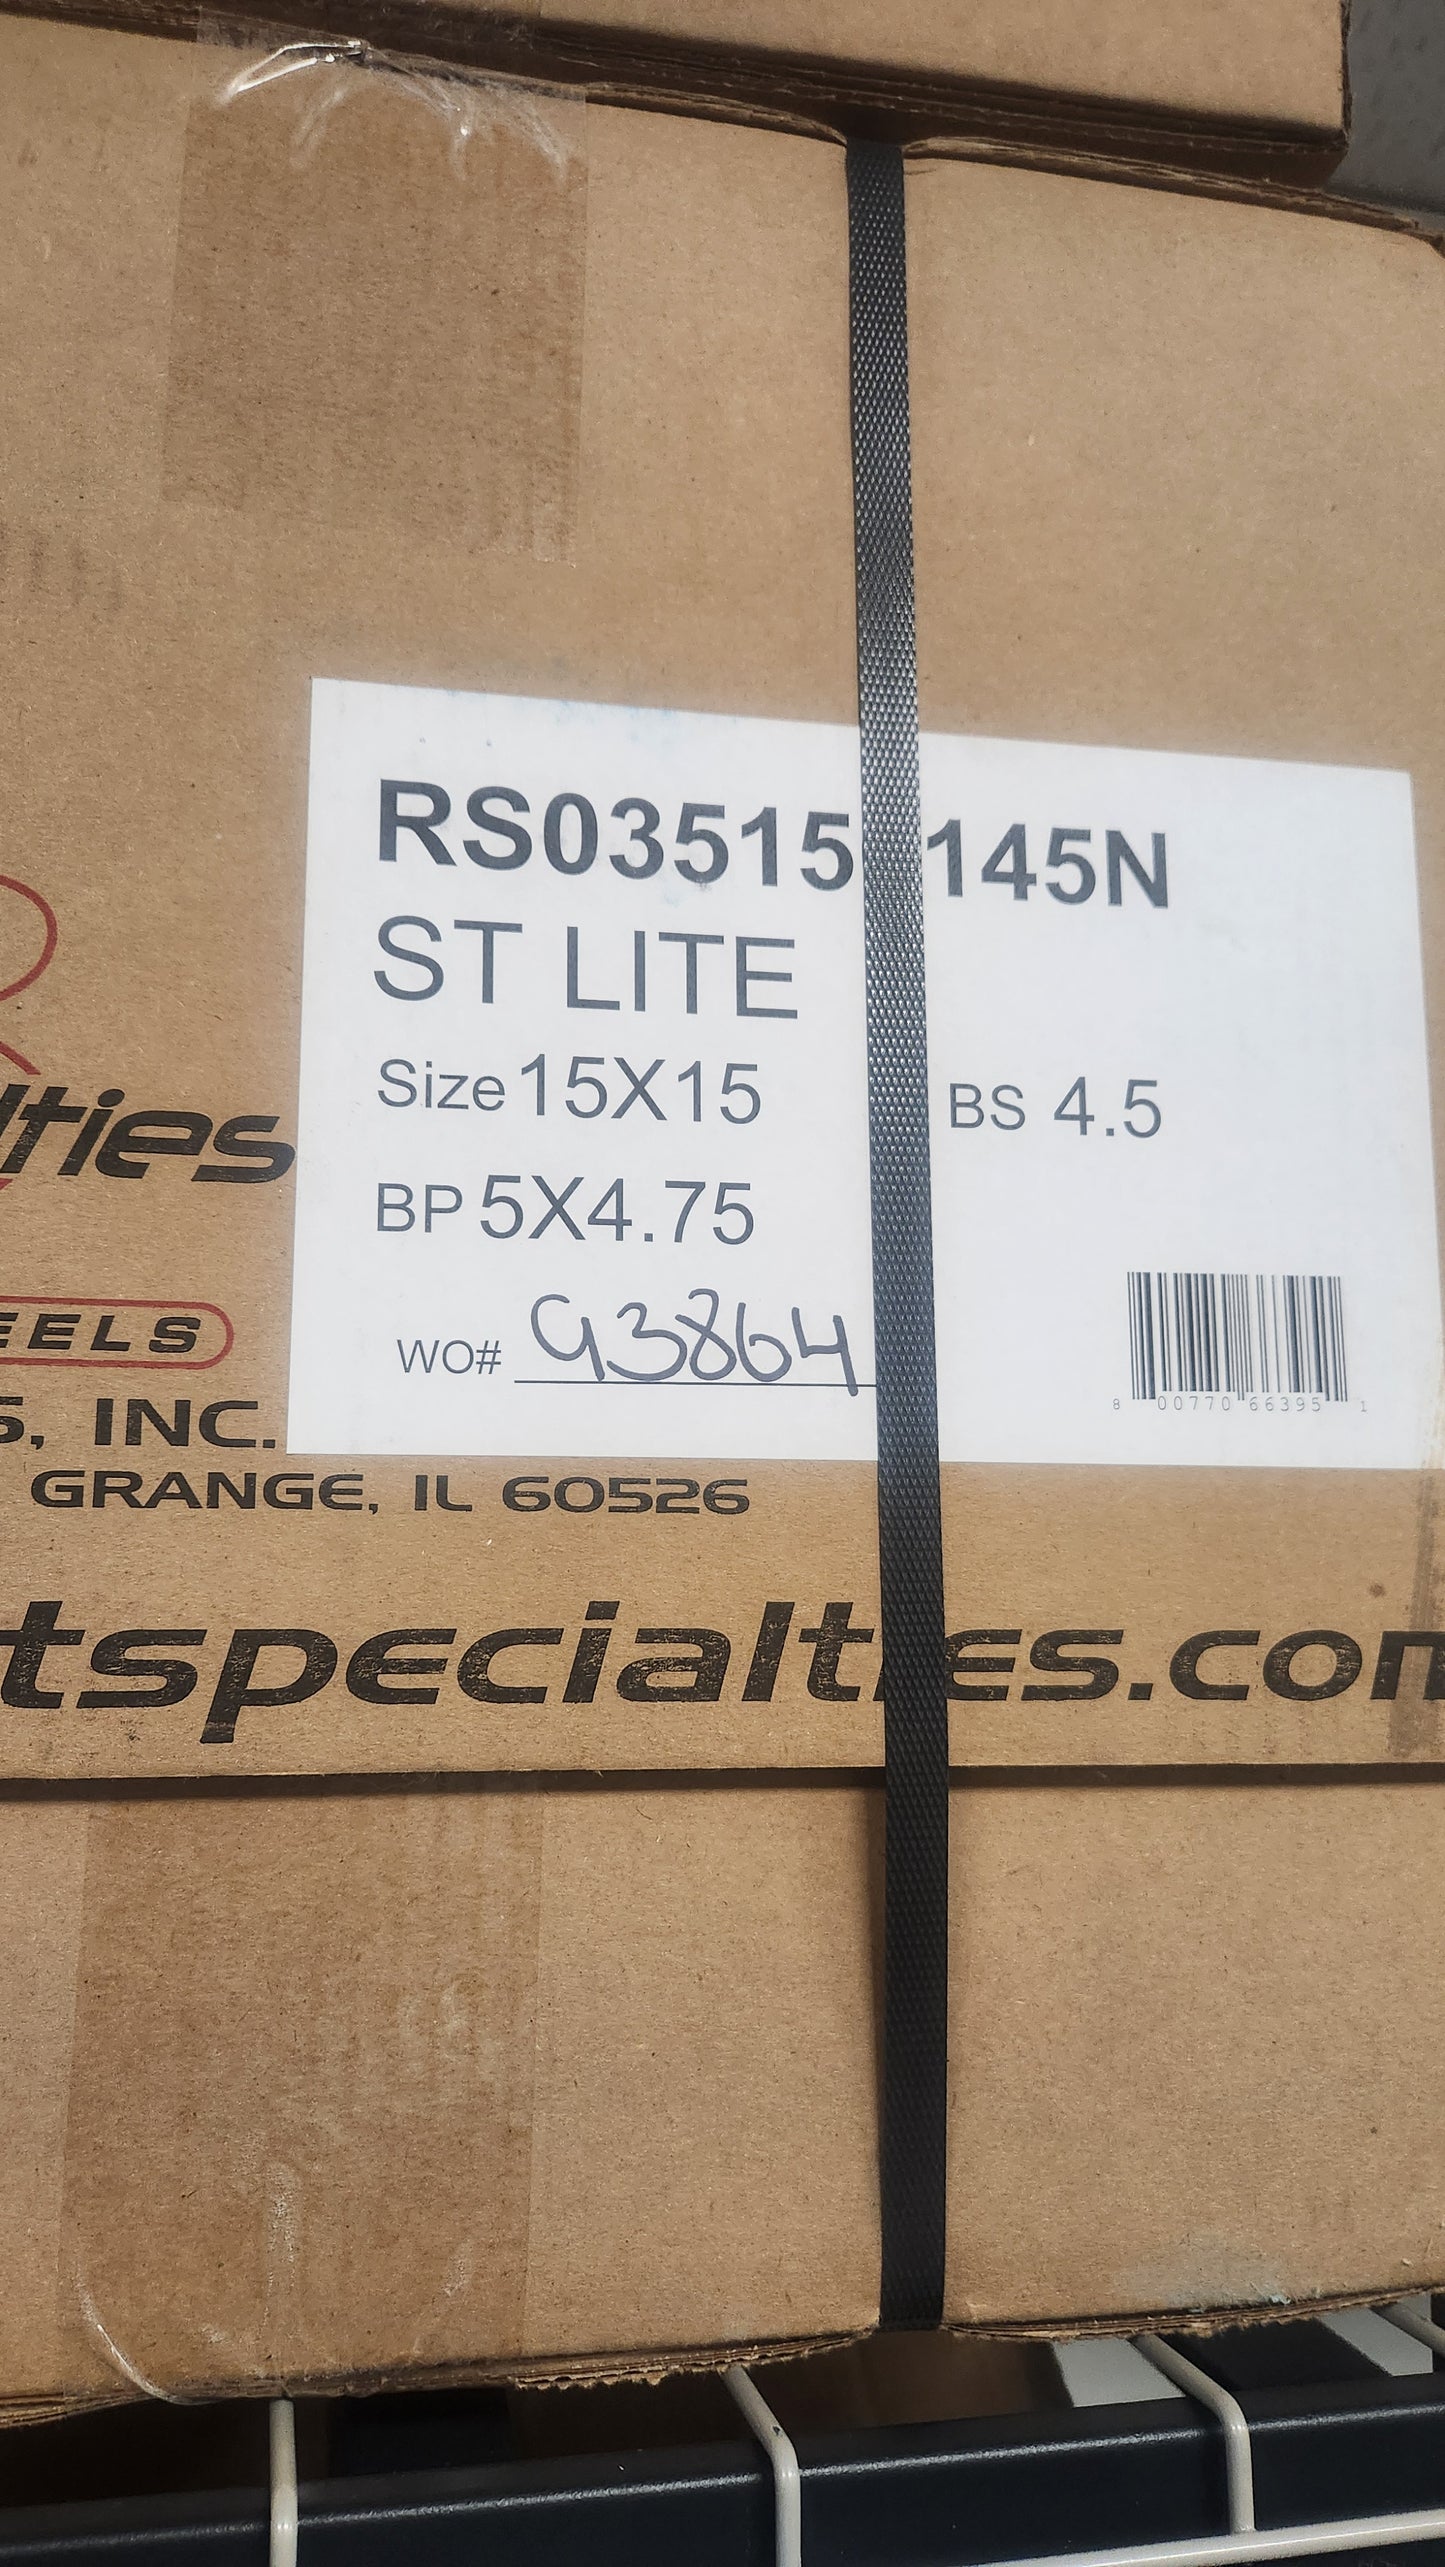 RS03515 145N
ST LITE
Size 15X15 BS 4.5
BP 5X4.75
WO# 93864
8 00770 66395 1
lties
EELS
S, INC.
GRANGE, IL 60526
tspecialties.com